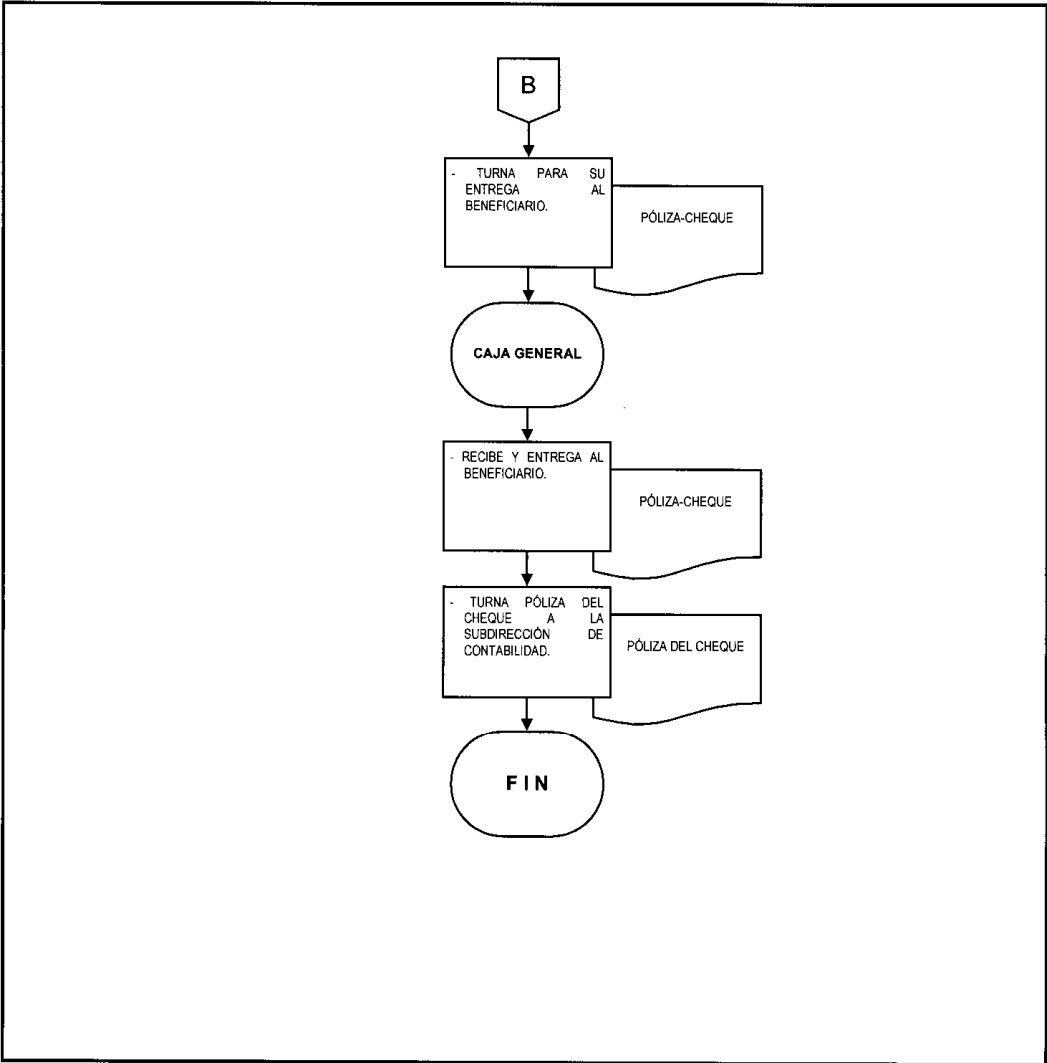 B
- TURNA PARA SU
ENTREGA AL
BENEFICIARIO.
PÓLIZA-CHEQUE
CAJA GENERAL
- RECIBE Y ENTREGA AL
BENEFICIARIO.
PÓLIZA-CHEQUE
- TURNA PÓLIZA DEL
CHEQUE A LA
SUBDIRECCIÓN DE
CONTABILIDAD.
PÓLIZA DEL CHEQUE
F I N